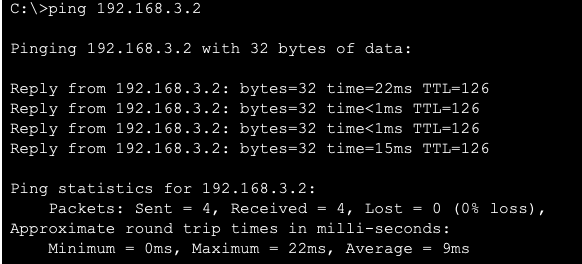 C:\>ping 192.168.3.2
Pinging 192.168.3.2 with 32 bytes of data:
Reply from 192.168.3.2: bytes=32 time=22ms TTL=126
Reply from 192.168.3.2: bytes=32 time<1ms TTL=126
Reply from 192.168.3.2: bytes=32 time<1ms TTL=126
Reply from 192.168.3.2: bytes=32 time=15ms TTL=126
Ping statistics for 192.168.3.2:
    Packets: Sent = 4, Received = 4, Lost = 0 (0% loss),
Approximate round trip times in milli-seconds:
    Minimum = 0ms, Maximum = 22ms, Average = 9ms